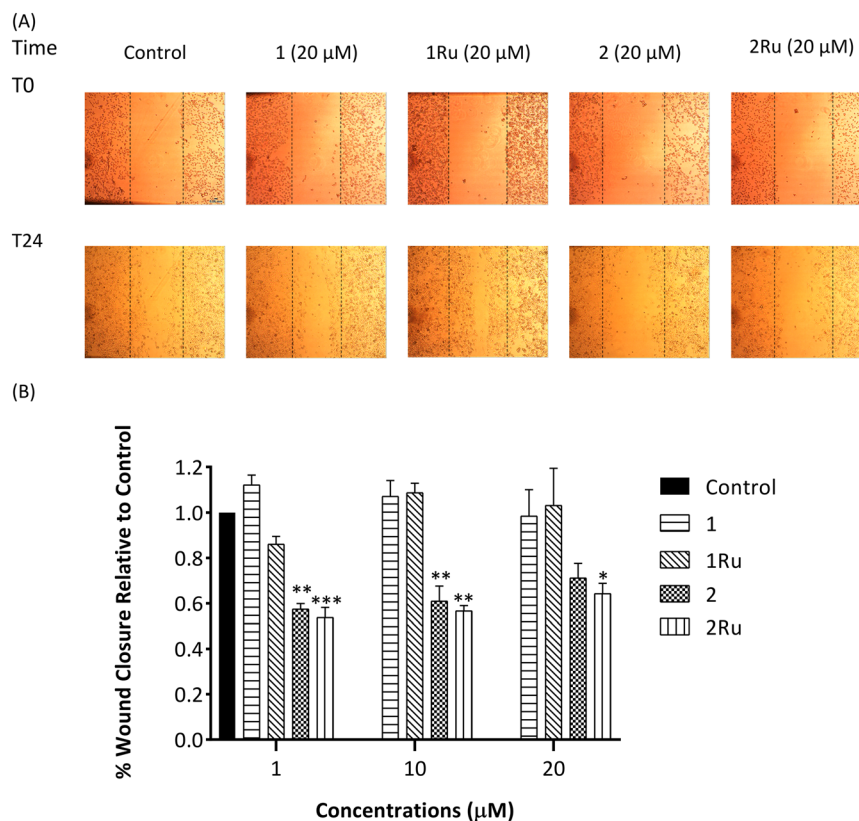 (A)
Time
Control
1 (20 μM)
1Ru (20 μM)
2 (20 μM)
2Ru (20 μM)
T0
T24
(B)
% Wound Closure Relative to Control
1.2
1.0
0.8
0.6
0.4
0.2
0.0
** ***
** **
*
1
10
20
Concentrations (μM)
Control
1
1Ru
2
2Ru